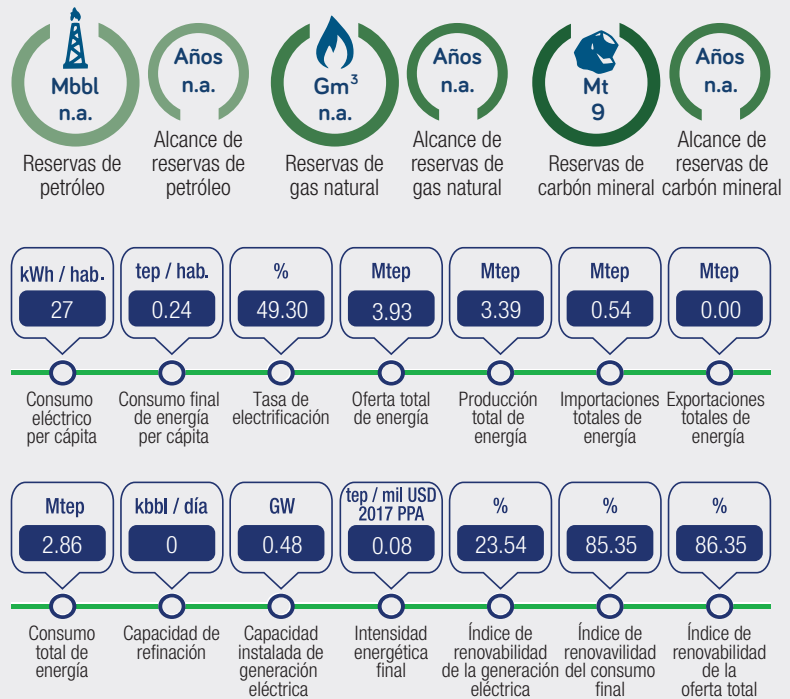 Mbbl
n.a.
Reservas de
petróleo
Años
n.a.
Alcance de
reservas de
petróleo
Gm³
n.a.
Reservas de
gas natural
Años
n.a.
Alcance de
reservas de
gas natural
Mt
9
Reservas de
carbón mineral
Años
n.a.
Alcance de
reservas de
carbón mineral
kWh / hab.
27
Consumo
eléctrico
per cápita
tep / hab.
0.24
Consumo final
de energía
per cápita
%
49.30
Tasa de
electrificación
Mtep
3.93
Oferta total
de energía
Mtep
3.39
Producción
total de
energía
Mtep
0.54
Importaciones
totales de
energía
Mtep
0.00
Exportaciones
totales de
energía
Mtep
2.86
Consumo
total de
energía
kbbl / día
0
Capacidad de
refinación
GW
0.48
Capacidad
instalada de
generación
eléctrica
tep / mil USD
2017 PPA
0.08
Intensidad
energética
final
%
23.54
Índice de
renovabilidad
de la generación
eléctrica
%
85.35
Índice de
renovavilidad
del consumo
final
%
86.35
Índice de
renovabilidad
de la
oferta total